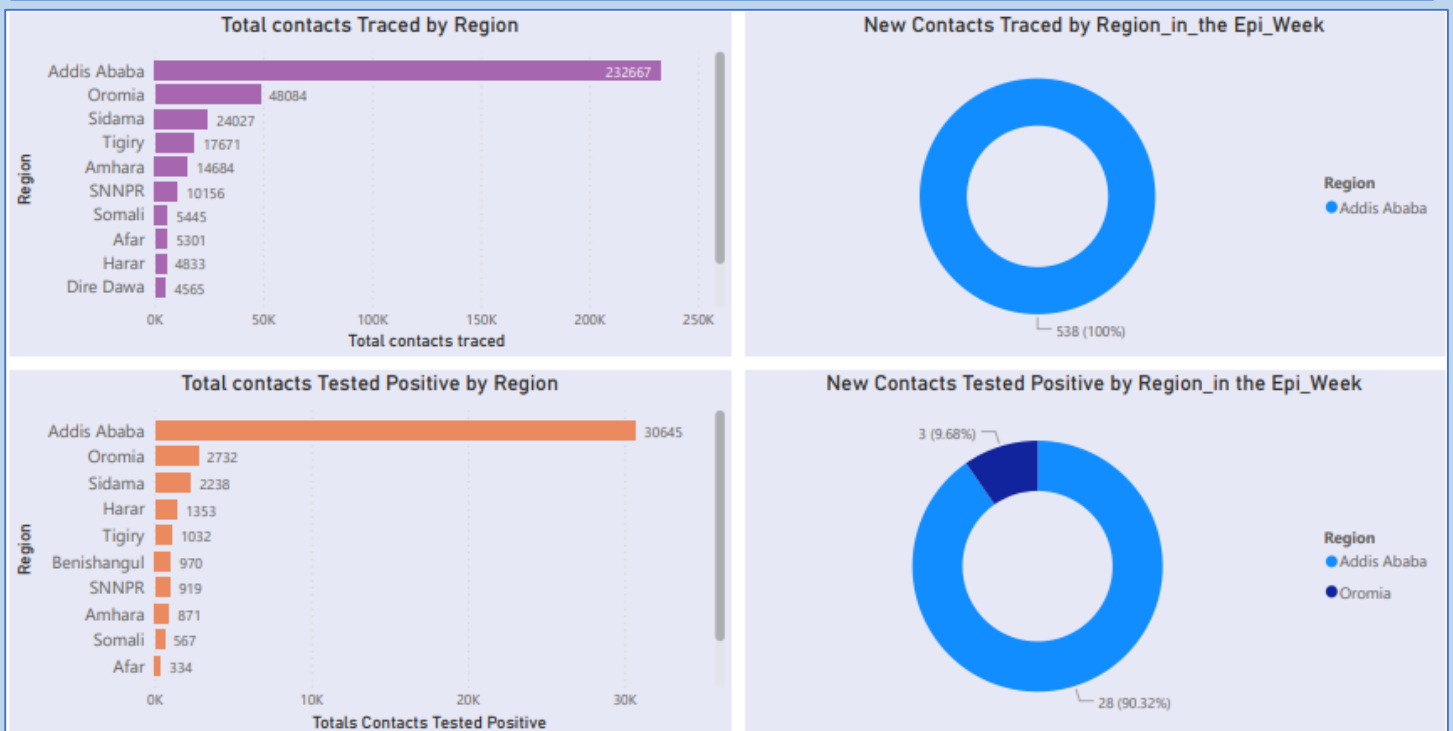 Total contacts Traced by Region
Region
Addis Ababa 232667
Oromia 48084
Sidama 24027
Tigiry 17671
Amhara 14684
SNNPR 10156
Somali 5445
Afar 5301
Harar 4833
Dire Dawa 4565
0K 50K 100K 150K 200K 250K
Total contacts traced
New Contacts Traced by Region_in_the Epi_Week
538 (100%)
Region
Addis Ababa
Total contacts Tested Positive by Region
Region
Addis Ababa 30645
Oromia 2732
Sidama 2238
Harar 1353
Tigiry 1032
Benishangul 970
SNNPR 919
Amhara 871
Somali 567
Afar 334
0K 10K 20K 30K
Totals Contacts Tested Positive
New Contacts Tested Positive by Region_in the Epi_Week
3 (9.68%)
28 (90.32%)
Region
Addis Ababa
Oromia